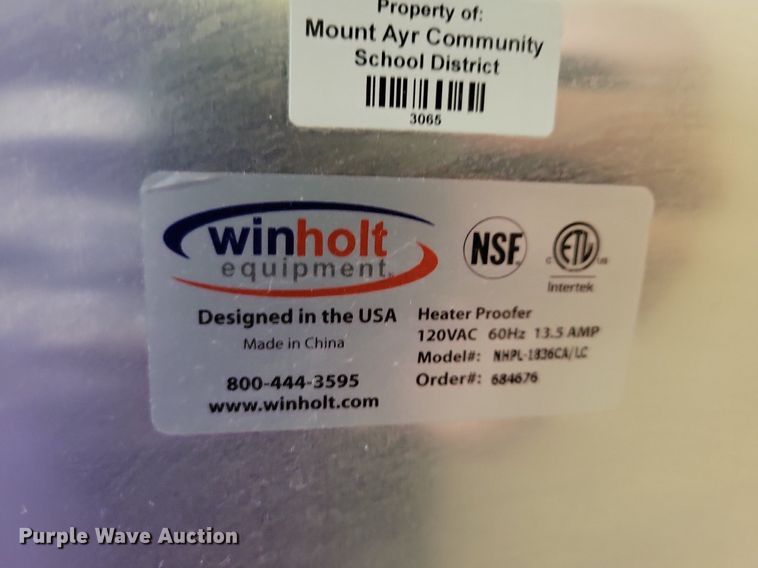 Property of:
Mount Ayr Community
School District
3065
winholt
equipment
NSF
C ETL US
Intertek
Designed in the USA
Made in China
800-444-3595
www.winholt.com
Heater Proofer
120VAC 60Hz 13.5 AMP
Model#: NHPL-1836CA/LC
Order#: 684676
Purple Wave Auction